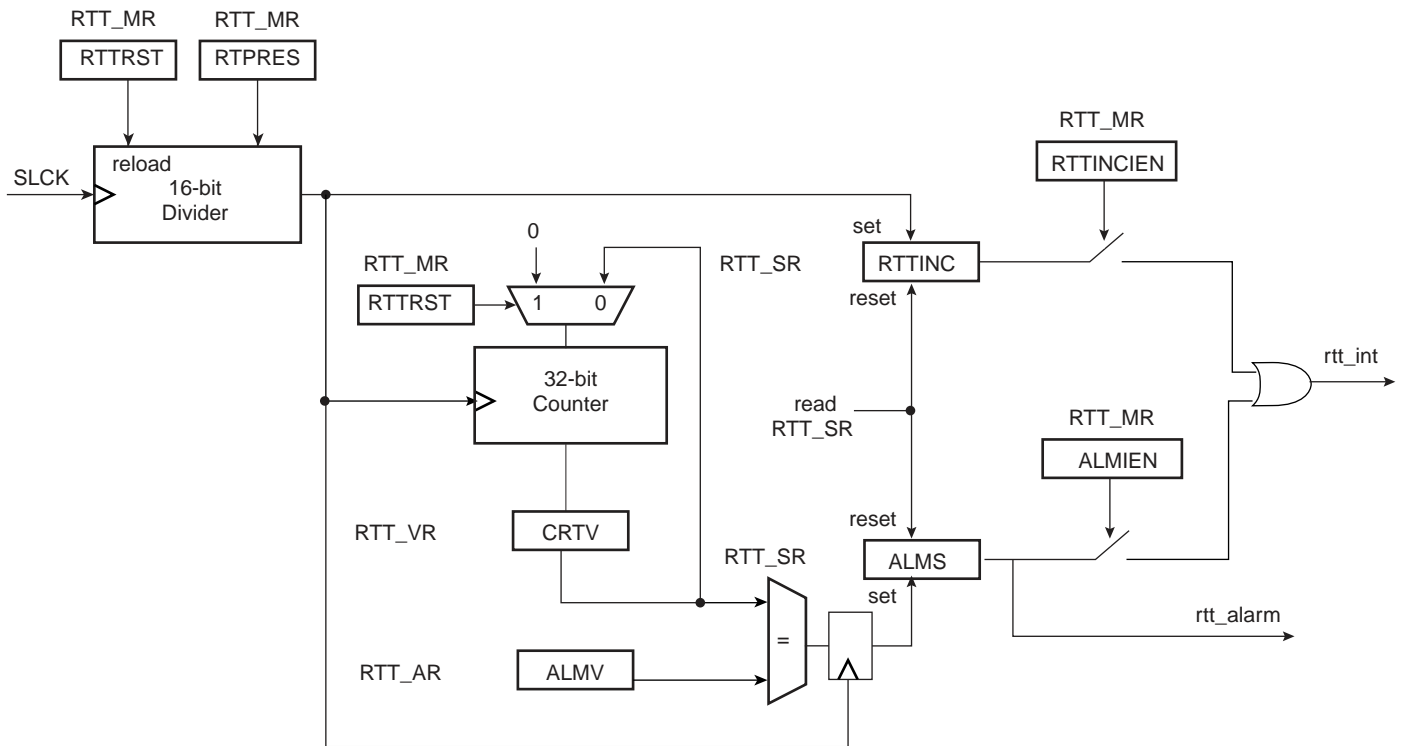 RTT_MR
RTT_MR
RTTRST
RTPRES
reload
16-bit
Divider
SLCK
RTT_MR
RTTINCIEN
0
set
RTT_MR
RTT_SR
RTTINC
RTTRST
1
0
reset
32-bit
Counter
rtt_int
read
RTT_SR
RTT_MR
ALMIEN
reset
RTT_VR
CRTV
RTT_SR
ALMS
set
rtt_alarm
=
RTT_AR
ALMV